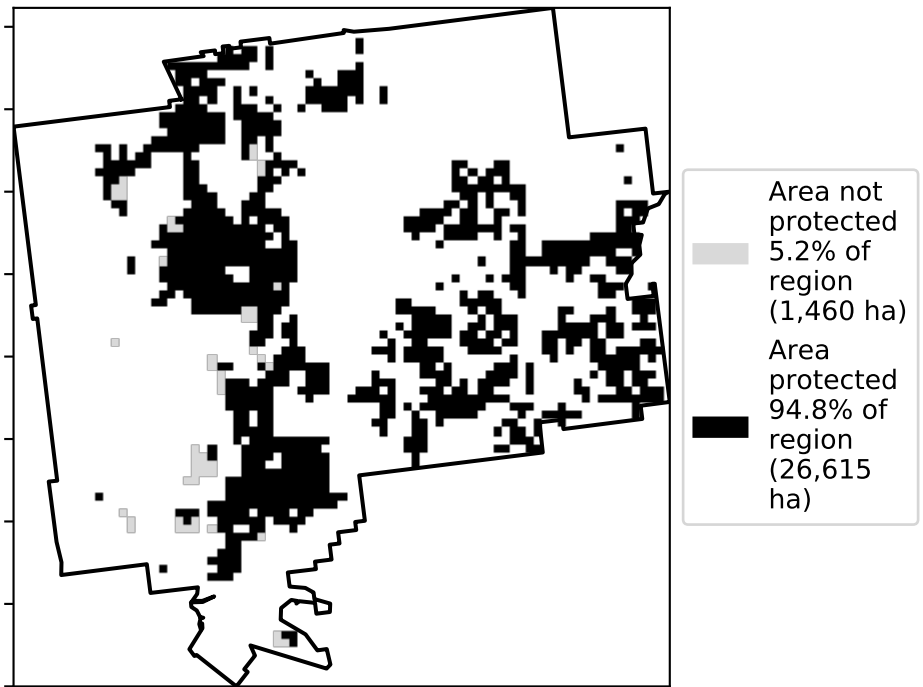 Area not
protected
5.2% of
region
(1,460 ha)
Area
protected
94.8% of
region
(26,615
ha)